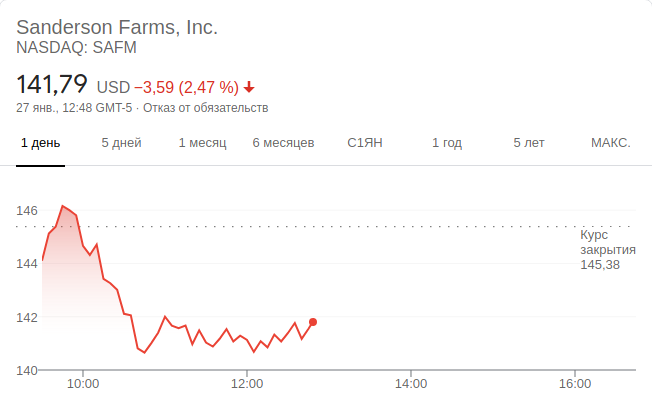 Sanderson Farms, Inc.
NASDAQ: SAFM
141,79 USD −3,59 (2,47 %)
27 янв., 12:48 GMT-5 · Отказ от обязательств
1 день 5 дней 1 месяц 6 месяцев С1ЯН 1 год 5 лет МАКС.
146
Курс
закрытия
145,38
144
142
140
10:00 12:00 14:00 16:00